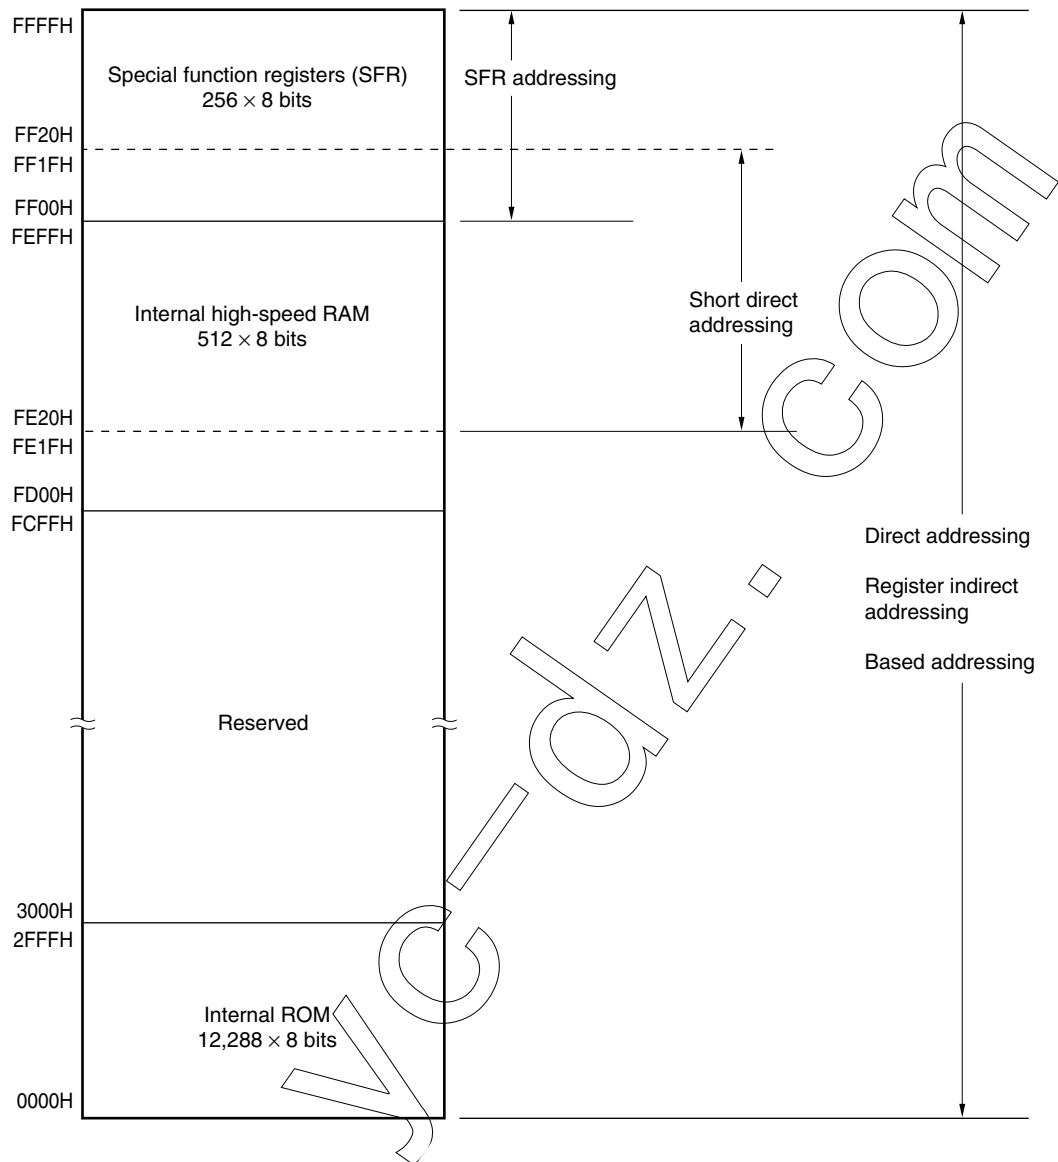 FFFFH
Special function registers (SFR)
256 × 8 bits
SFR addressing
FF20H
FF1FH
FF00H
FEFFH
Internal high-speed RAM
512 × 8 bits
Short direct
addressing
FE20H
FE1FH
FD00H
FCFFH
Direct addressing
Register indirect
addressing
Based addressing
Reserved
3000H
2FFFH
Internal ROM
12,288 × 8 bits
0000H
yc-dz.com